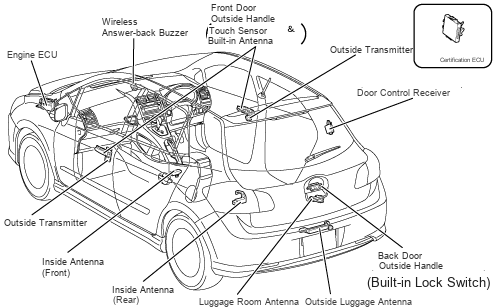 Front Door
Outside Handle
(Touch Sensor & 
Built-in Antenna)
Wireless
Answer-back Buzzer
Engine ECU
Outside Transmitter
Certification ECU
Door Control Receiver
Outside Transmitter
Inside Antenna
(Front)
Inside Antenna
(Rear)
Back Door
Outside Handle
(Built-in Lock Switch)
Luggage Room Antenna
Outside Luggage Antenna